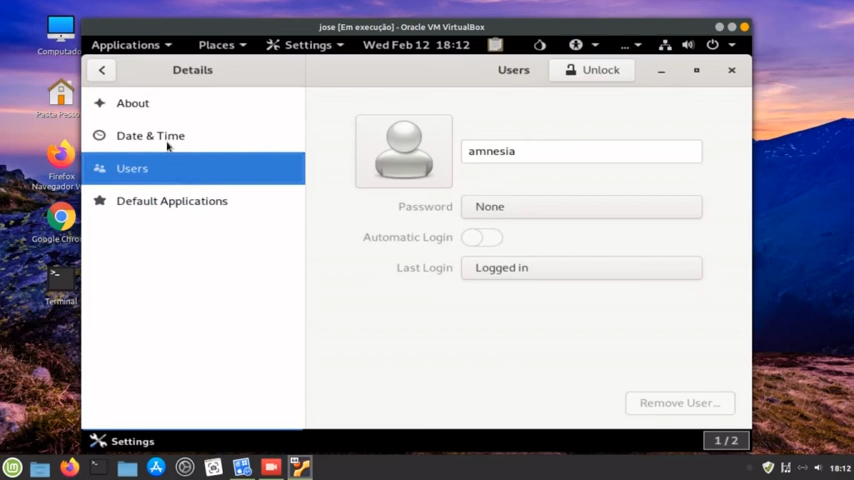 jose [Em execução] - Oracle VM VirtualBox
Computado
Pasta Pesso
Firefox
Navegador
Google Chro
Terminal
Applications
Places
Settings
Wed Feb 12 18:12
...
Details
Users
Unlock
About
Date & Time
Users
Default Applications
amnesia
Password
None
Automatic Login
Last Login
Logged in
Remove User...
Settings
1 / 2
18:12